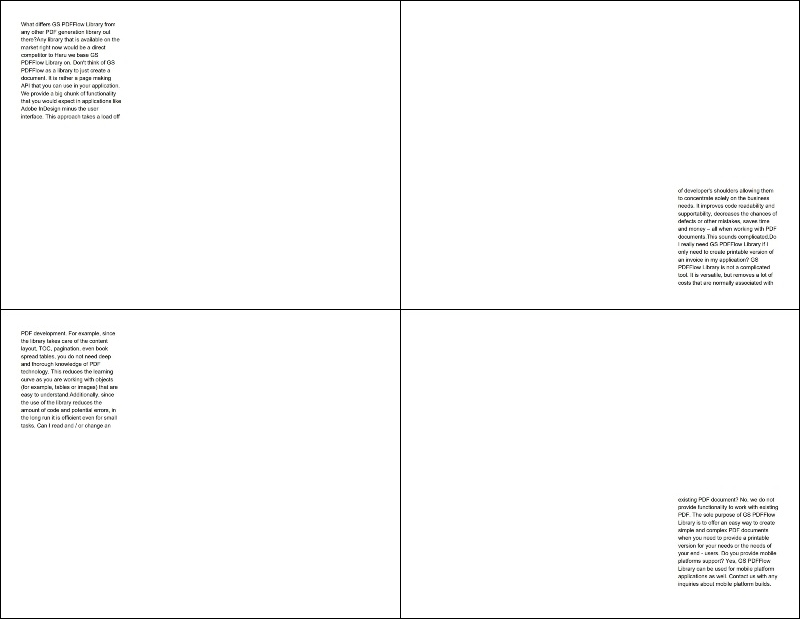 What differs GS PDFFlow Library from
any other PDF generation library out
there?Any library that is available on the
market right now would be a direct
competitor to Haru we base GS
PDFFlow Library on. Don't think of GS
PDFFlow as a library to just create a
document. It is rather a page making
API that you can use in your application.
We provide a big chunk of functionality
that you would expect in applications like
Adobe InDesign minus the user
interface. This approach takes a load off
of developer's shoulders allowing them
to concentrate solely on the business
needs. It improves code readability and
supportability, decreases the chances of
defects or other mistakes, saves time
and money – all when working with PDF
documents.This sounds complicated.Do
I really need GS PDFFlow Library if I
only need to create printable version of
an invoice in my application? GS
PDFFlow Library is not a complicated
tool. It is versatile, but removes a lot of
costs that are normally associated with
PDF development. For example, since
the library takes care of the content
layout, TOC, pagination, even book
spread tables, you do not need deep
and thorough knowledge of PDF
technology. This reduces the learning
curve as you are working with objects
(for example, tables or images) that are
easy to understand.Additionally, since
the use of the library reduces the
amount of code and potential errors, in
the long run it is efficient even for small
tasks. Can I read and / or change an
existing PDF document? No, we do not
provide functionality to work with existing
PDF. The sole purpose of GS PDFFlow
Library is to offer an easy way to create
simple and complex PDF documents
when you need to provide a printable
version for your needs or the needs of
your end - users. Do you provide mobile
platforms support? Yes, GS PDFFlow
Library can be used for mobile platform
applications as well. Contact us with any
inquiries about mobile platform builds.